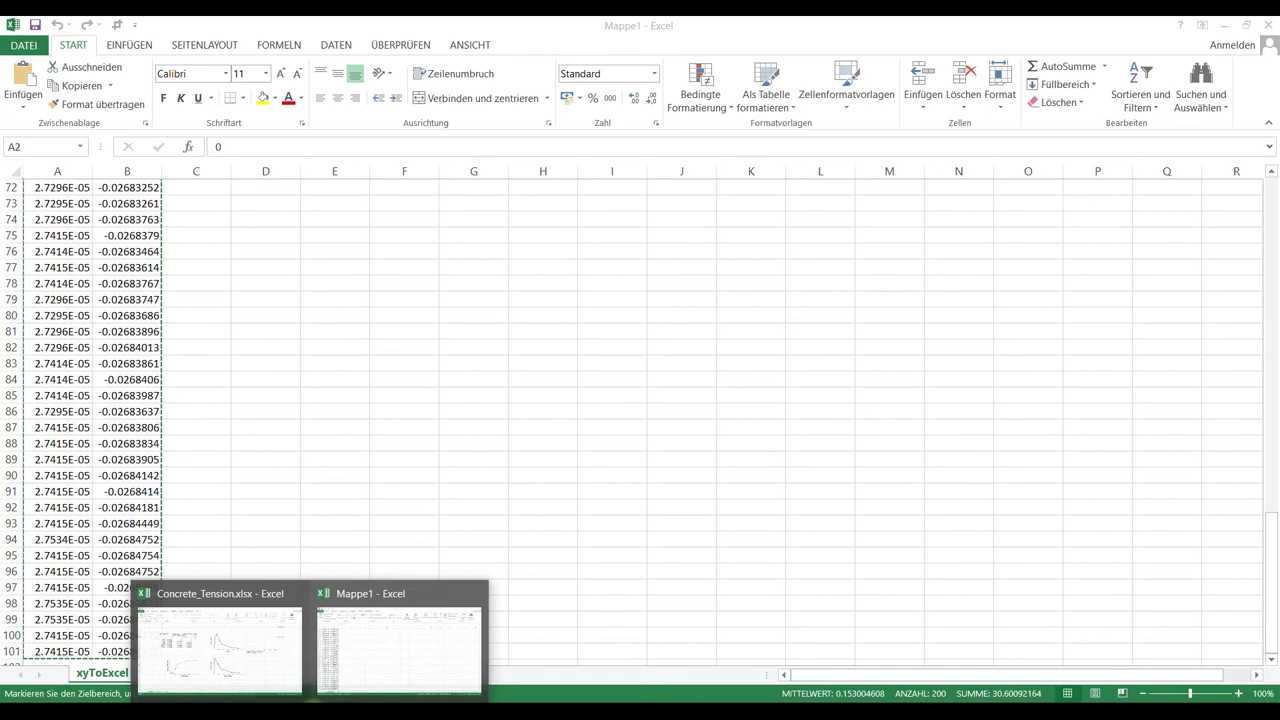 Mappe1 - Excel
DATEI START EINFÜGEN SEITENLAYOUT FORMELN DATEN ÜBERPRÜFEN ANSICHT Anmelden
Einfügen
Ausschneiden
Kopieren
Format übertragen
Zwischenablage
Calibri 11
F K U
Schriftart
Zeilenumbruch
Verbinden und zentrieren
Ausrichtung
Standard
% 000
Zahl
Bedingte Formatierung
Als Tabelle formatieren
Zellenformatvorlagen
Formatvorlagen
Einfügen Löschen Format
Zellen
AutoSumme
Füllbereich
Löschen
Sortieren und Filtern
Suchen und Auswählen
Bearbeiten
A2 fx 0
A B C D E F G H I J K L M N O P Q R
72 2.7296E-05 -0.02683252
73 2.7295E-05 -0.02683261
74 2.7296E-05 -0.02683763
75 2.7415E-05 -0.0268379
76 2.7414E-05 -0.02683464
77 2.7415E-05 -0.02683614
78 2.7414E-05 -0.02683767
79 2.7296E-05 -0.02683747
80 2.7295E-05 -0.02683686
81 2.7296E-05 -0.02683896
82 2.7296E-05 -0.02684013
83 2.7414E-05 -0.02683861
84 2.7414E-05 -0.0268406
85 2.7414E-05 -0.02683987
86 2.7295E-05 -0.02683637
87 2.7415E-05 -0.02683806
88 2.7415E-05 -0.02683834
89 2.7415E-05 -0.02683905
90 2.7415E-05 -0.02684142
91 2.7415E-05 -0.0268414
92 2.7415E-05 -0.02684181
93 2.7415E-05 -0.02684449
94 2.7534E-05 -0.02684752
95 2.7415E-05 -0.02684754
96 2.7415E-05 -0.02684752
97 2.7415E-05
98 2.7535E-05
99 2.7535E-05
100 2.7415E-05
101 2.7415E-05
Concrete_Tension.xlsx - Excel Mappe1 - Excel
xyToExcel
Markieren Sie den Zielbereich, MITTELWERT: 0.153004608 ANZAHL: 200 SUMME: 30.60092164 100%